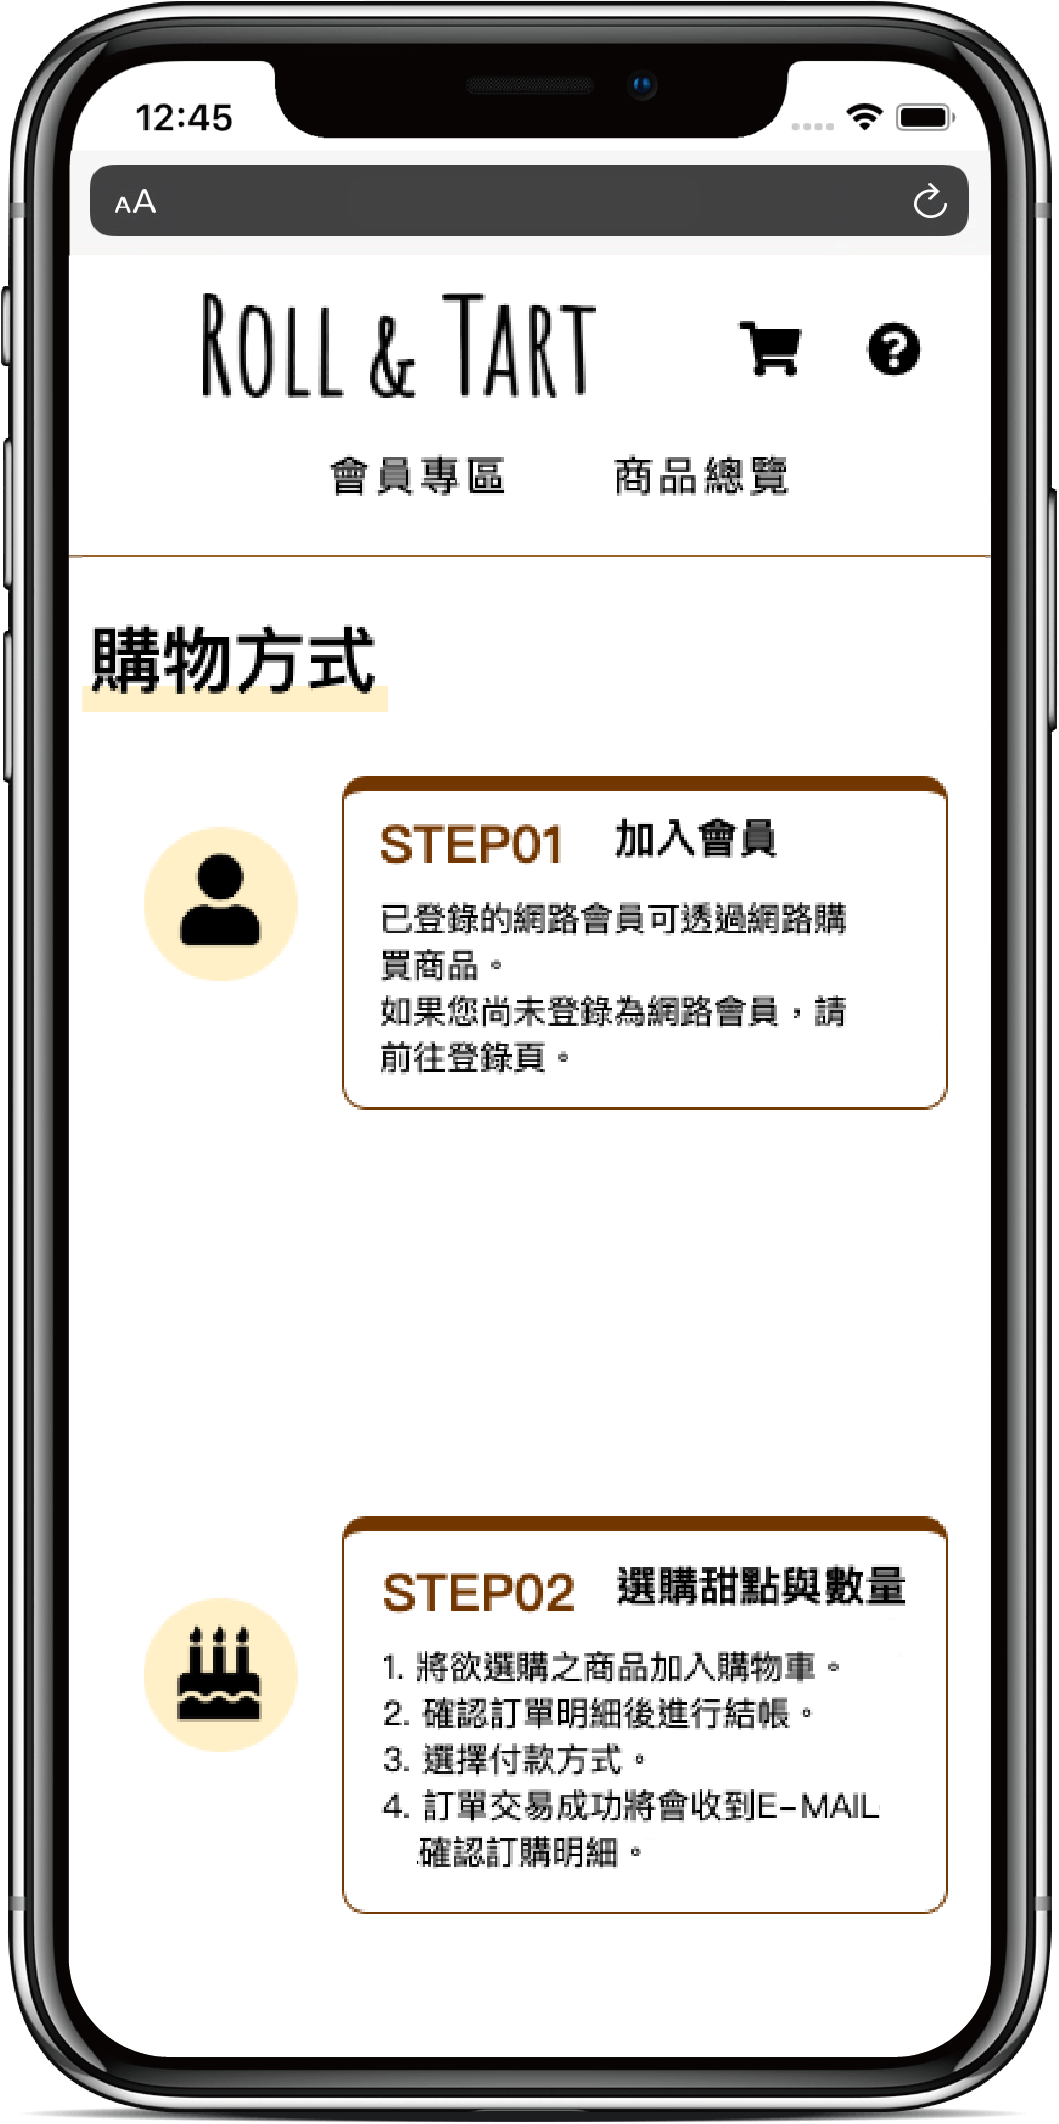 12:45
AA
ROLL & TART
會員專區 商品總覽
購物方式
STEP01 加入會員
已登錄的網路會員可透過網路購
買商品。
如果您尚未登錄為網路會員，請
前往登錄頁。
STEP02 選購甜點與數量
1. 將欲選購之商品加入購物車。
2. 確認訂單明細後進行結帳。
3. 選擇付款方式。
4. 訂單交易成功將會收到E-MAIL
確認訂購明細。